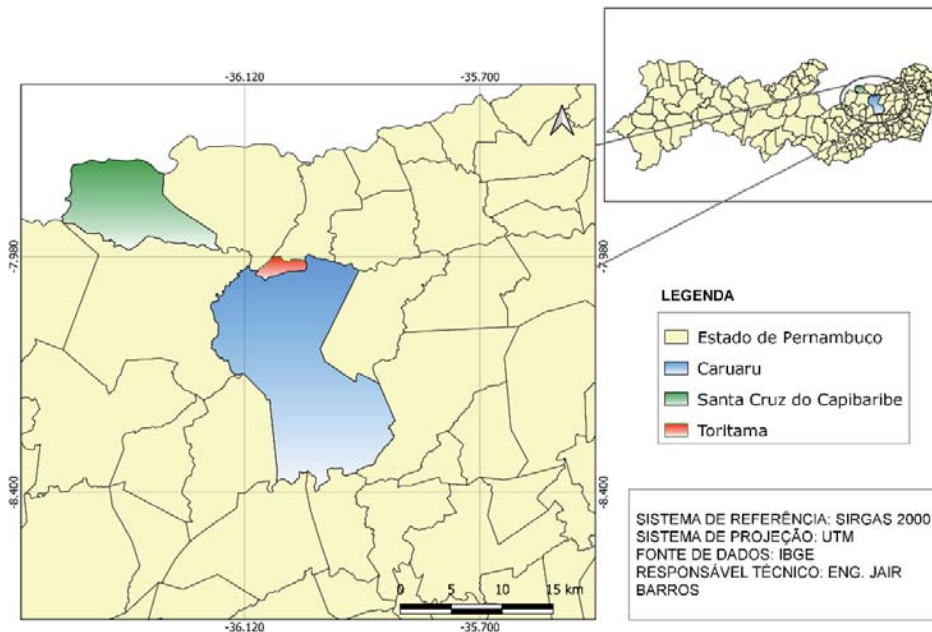 -36.120
-35.700
-7.980
-7.980
-8.400
-8.400
0 5 10 15 km
-36.120
-35.700
LEGENDA
Estado de Pernambuco
Caruaru
Santa Cruz do Capibaribe
Toritama
SISTEMA DE REFERÊNCIA: SIRGAS 2000
SISTEMA DE PROJEÇÃO: UTM
FONTE DE DADOS: IBGE
RESPONSÁVEL TÉCNICO: ENG. JAIR
BARROS